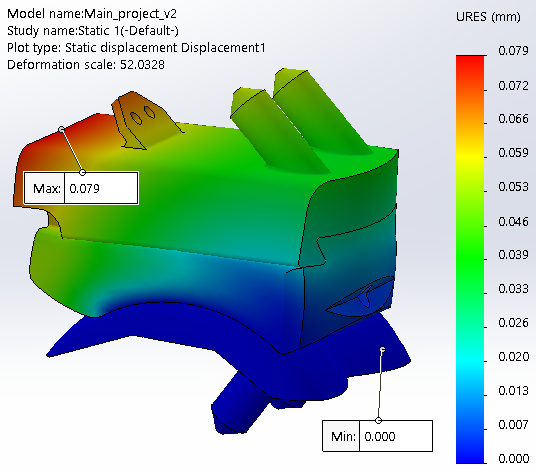 Model name:Main_project_v2
Study name:Static 1(-Default-)
Plot type: Static displacement Displacement1
Deformation scale: 52.0328
URES (mm)
0.079
0.072
0.066
0.059
0.053
0.046
0.039
0.033
0.026
0.020
0.013
0.007
0.000
Max: 0.079
Min: 0.000